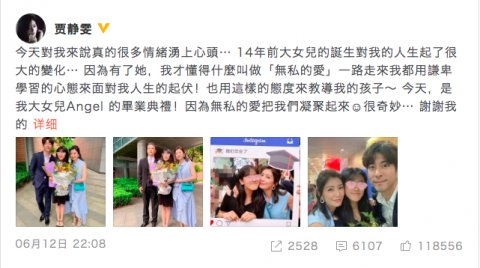 贾静雯
今天對我來說真的很多情緒湧上心頭⋯ 14年前大女兒的誕生對我的人生起了很
大的變化⋯ 因為有了她，我才懂得什麼叫做「無私的愛」一路走來我都用謙卑
學習的心態來面對我人生的起伏！也用這樣的態度來教導我的孩子～ 今天，是
我大女兒Angel 的畢業典禮！因為無私的愛把我們凝聚起來☺很奇妙⋯ 謝謝我
的 详细
Instagram
06月12日 22:08
2528
6107
118556